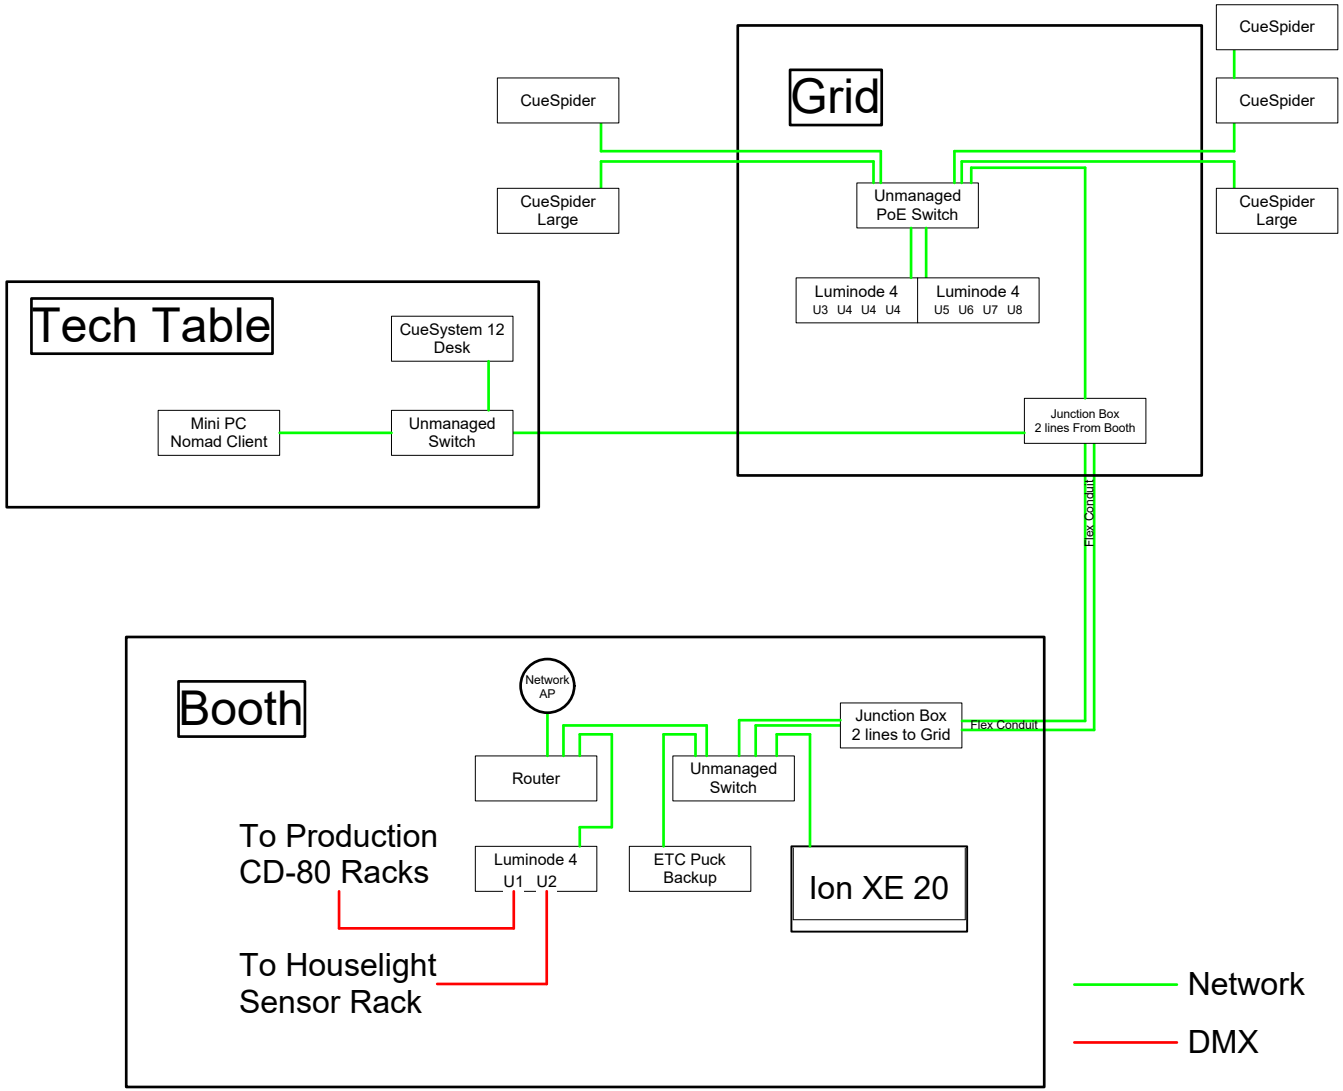 CueSpider
CueSpider
Grid
CueSpider
CueSpider
Large
Unmanaged
PoE Switch
CueSpider
Large
Luminode 4
U3 U4 U4 U4
Luminode 4
U5 U6 U7 U8
Tech Table
CueSystem 12
Desk
Mini PC
Nomad Client
Unmanaged
Switch
Junction Box
2 lines From Booth
Flex Conduit
Booth
Network
AP
Junction Box
2 lines to Grid
Flex Conduit
Router
Unmanaged
Switch
To Production
CD-80 Racks
Luminode 4
U1 U2
ETC Puck
Backup
Ion XE 20
To Houselight
Sensor Rack
Network
DMX